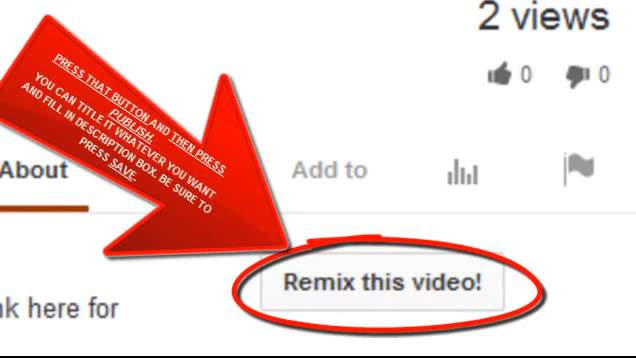 2 views
0 0
PRESS THAT BUTTON AND THEN PRESS
PUBLISH.
YOU CAN TITLE IT WHATEVER YOU WANT
AND FILL IN DESCRIPTION BOX. BE SURE TO
PRESS SAVE.
About Add to
Remix this video!
nk here for